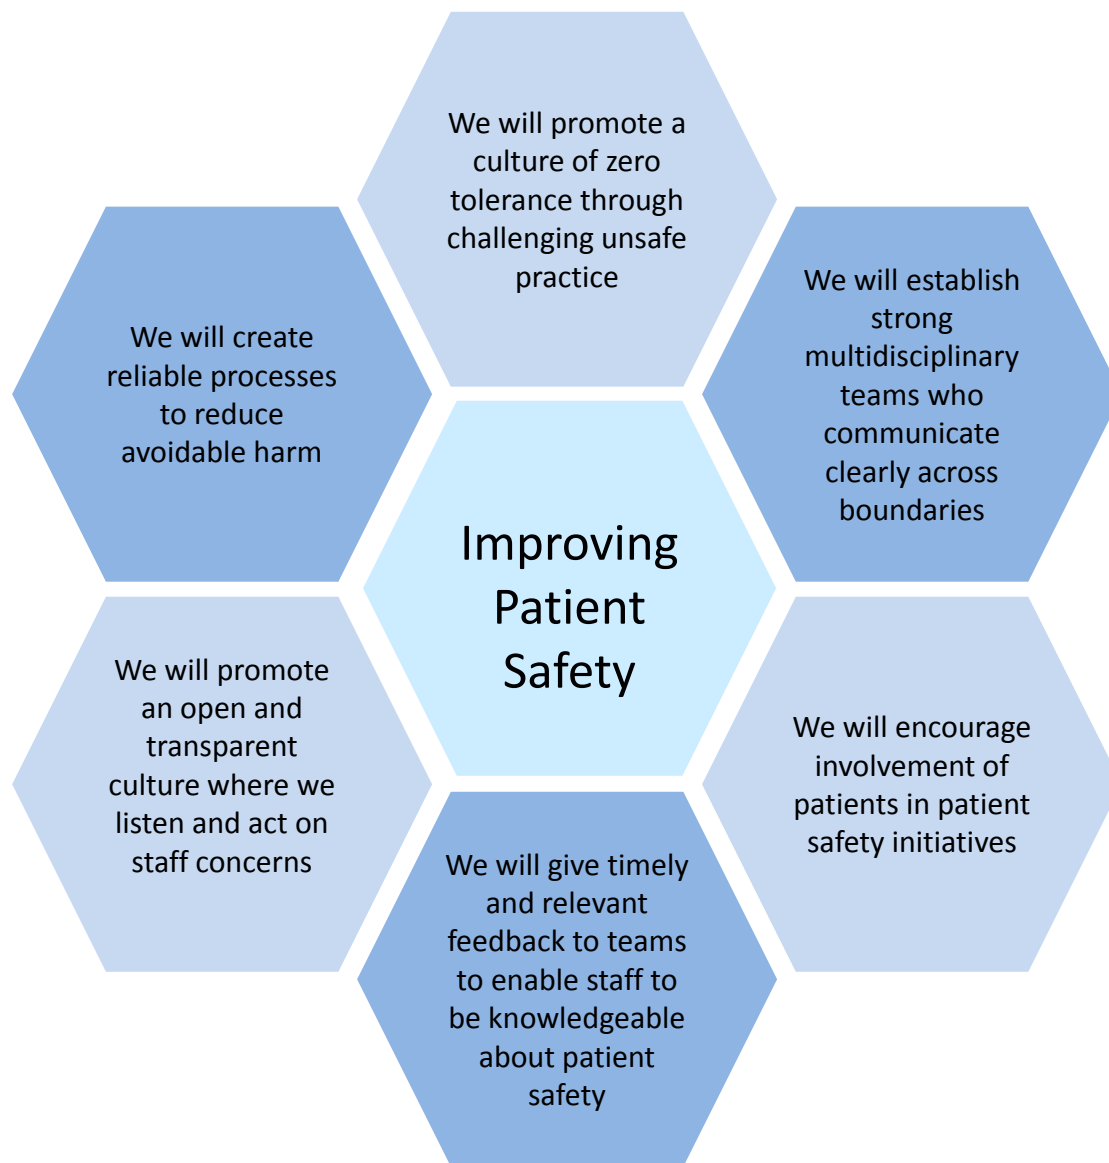 We will promote a
culture of zero
tolerance through
challenging unsafe
practice
We will establish
strong
multidisciplinary
teams who
communicate
clearly across
boundaries
We will encourage
involvement of
patients in patient
safety initiatives
We will give timely
and relevant
feedback to teams
to enable staff to
be knowledgeable
about patient
safety
We will promote
an open and
transparent
culture where we
listen and act on
staff concerns
We will create
reliable processes
to reduce
avoidable harm
Improving
Patient
Safety